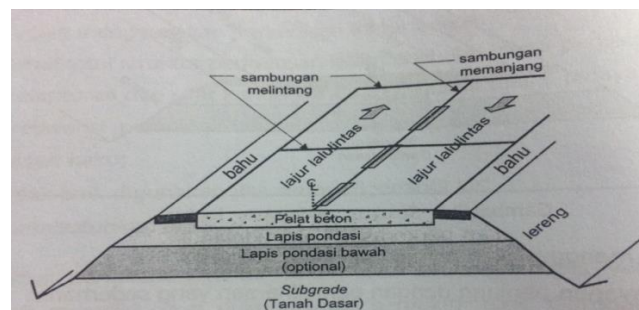 sambungan
melintang
sambungan
memanjang
bahu
lajur lalulintas
lajur lalulintas
bahu
lereng
₵
Pelat beton
Lapis pondasi
Lapis pondasi bawah
(optional)
Subgrade
(Tanah Dasar)